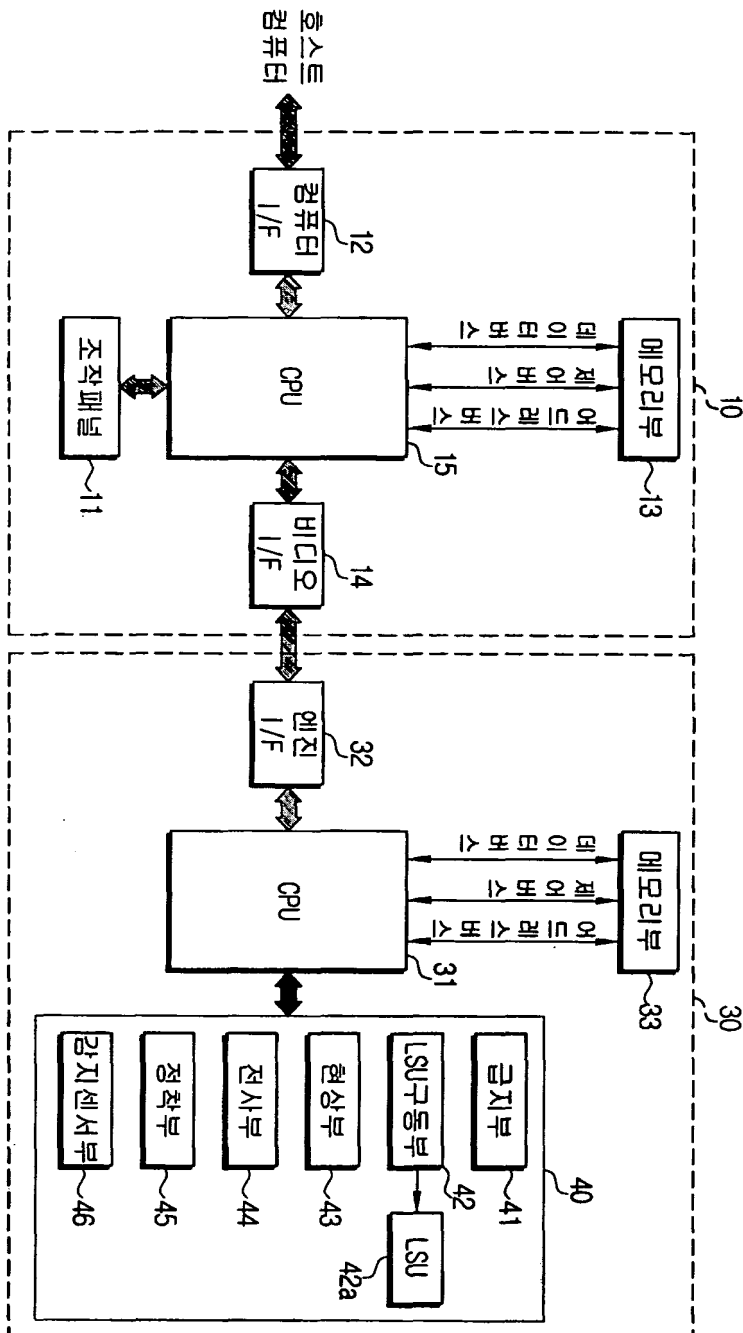 호스트
컴퓨터
컴퓨터
I/F
12
CPU
15
조작패널
11
메모리부
13
데이터버스
제어버스
어드레스버스
10
비디오
I/F
14
엔진
I/F
32
CPU
31
메모리부
33
데이터버스
제어버스
어드레스버스
30
급지부
41
LSU구동부
42
LSU
42a
현상부
43
전사부
44
정착부
45
감지센서부
46
40